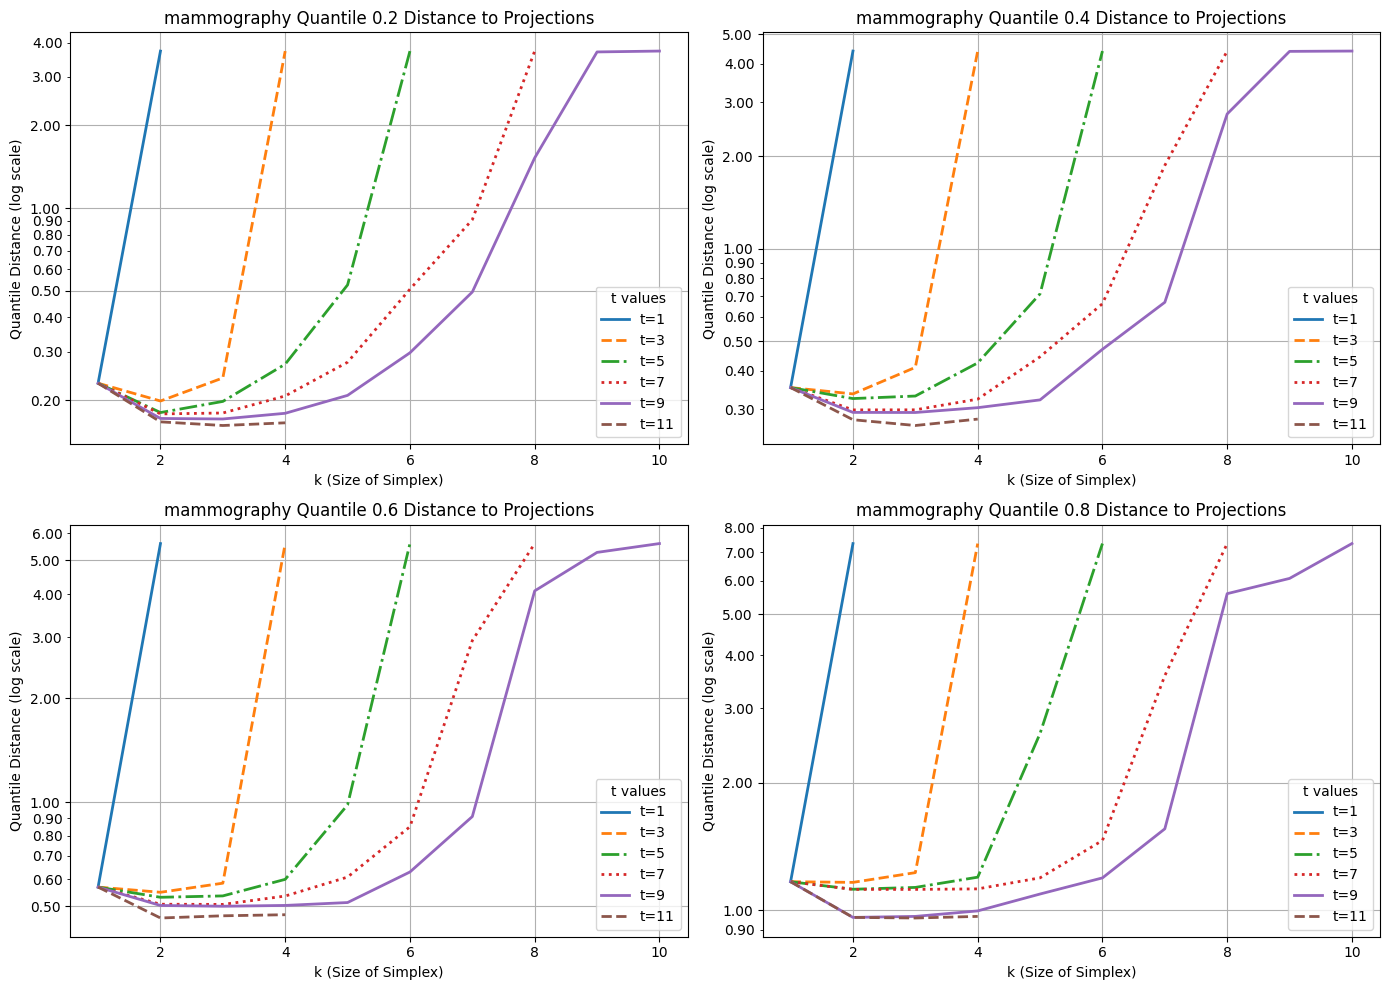 mammography Quantile 0.2 Distance to Projections
Quantile Distance (log scale)
4.00
3.00
2.00
1.00
0.90
0.80
0.70
0.60
0.50
0.40
0.30
0.20
2 4 6 8 10
k (Size of Simplex)
t values
t=1
t=3
t=5
t=7
t=9
t=11
mammography Quantile 0.4 Distance to Projections
Quantile Distance (log scale)
5.00
4.00
3.00
2.00
1.00
0.90
0.80
0.70
0.60
0.50
0.40
0.30
2 4 6 8 10
k (Size of Simplex)
t values
t=1
t=3
t=5
t=7
t=9
t=11
mammography Quantile 0.6 Distance to Projections
Quantile Distance (log scale)
6.00
5.00
4.00
3.00
2.00
1.00
0.90
0.80
0.70
0.60
0.50
2 4 6 8 10
k (Size of Simplex)
t values
t=1
t=3
t=5
t=7
t=9
t=11
mammography Quantile 0.8 Distance to Projections
Quantile Distance (log scale)
8.00
7.00
6.00
5.00
4.00
3.00
2.00
1.00
0.90
2 4 6 8 10
k (Size of Simplex)
t values
t=1
t=3
t=5
t=7
t=9
t=11